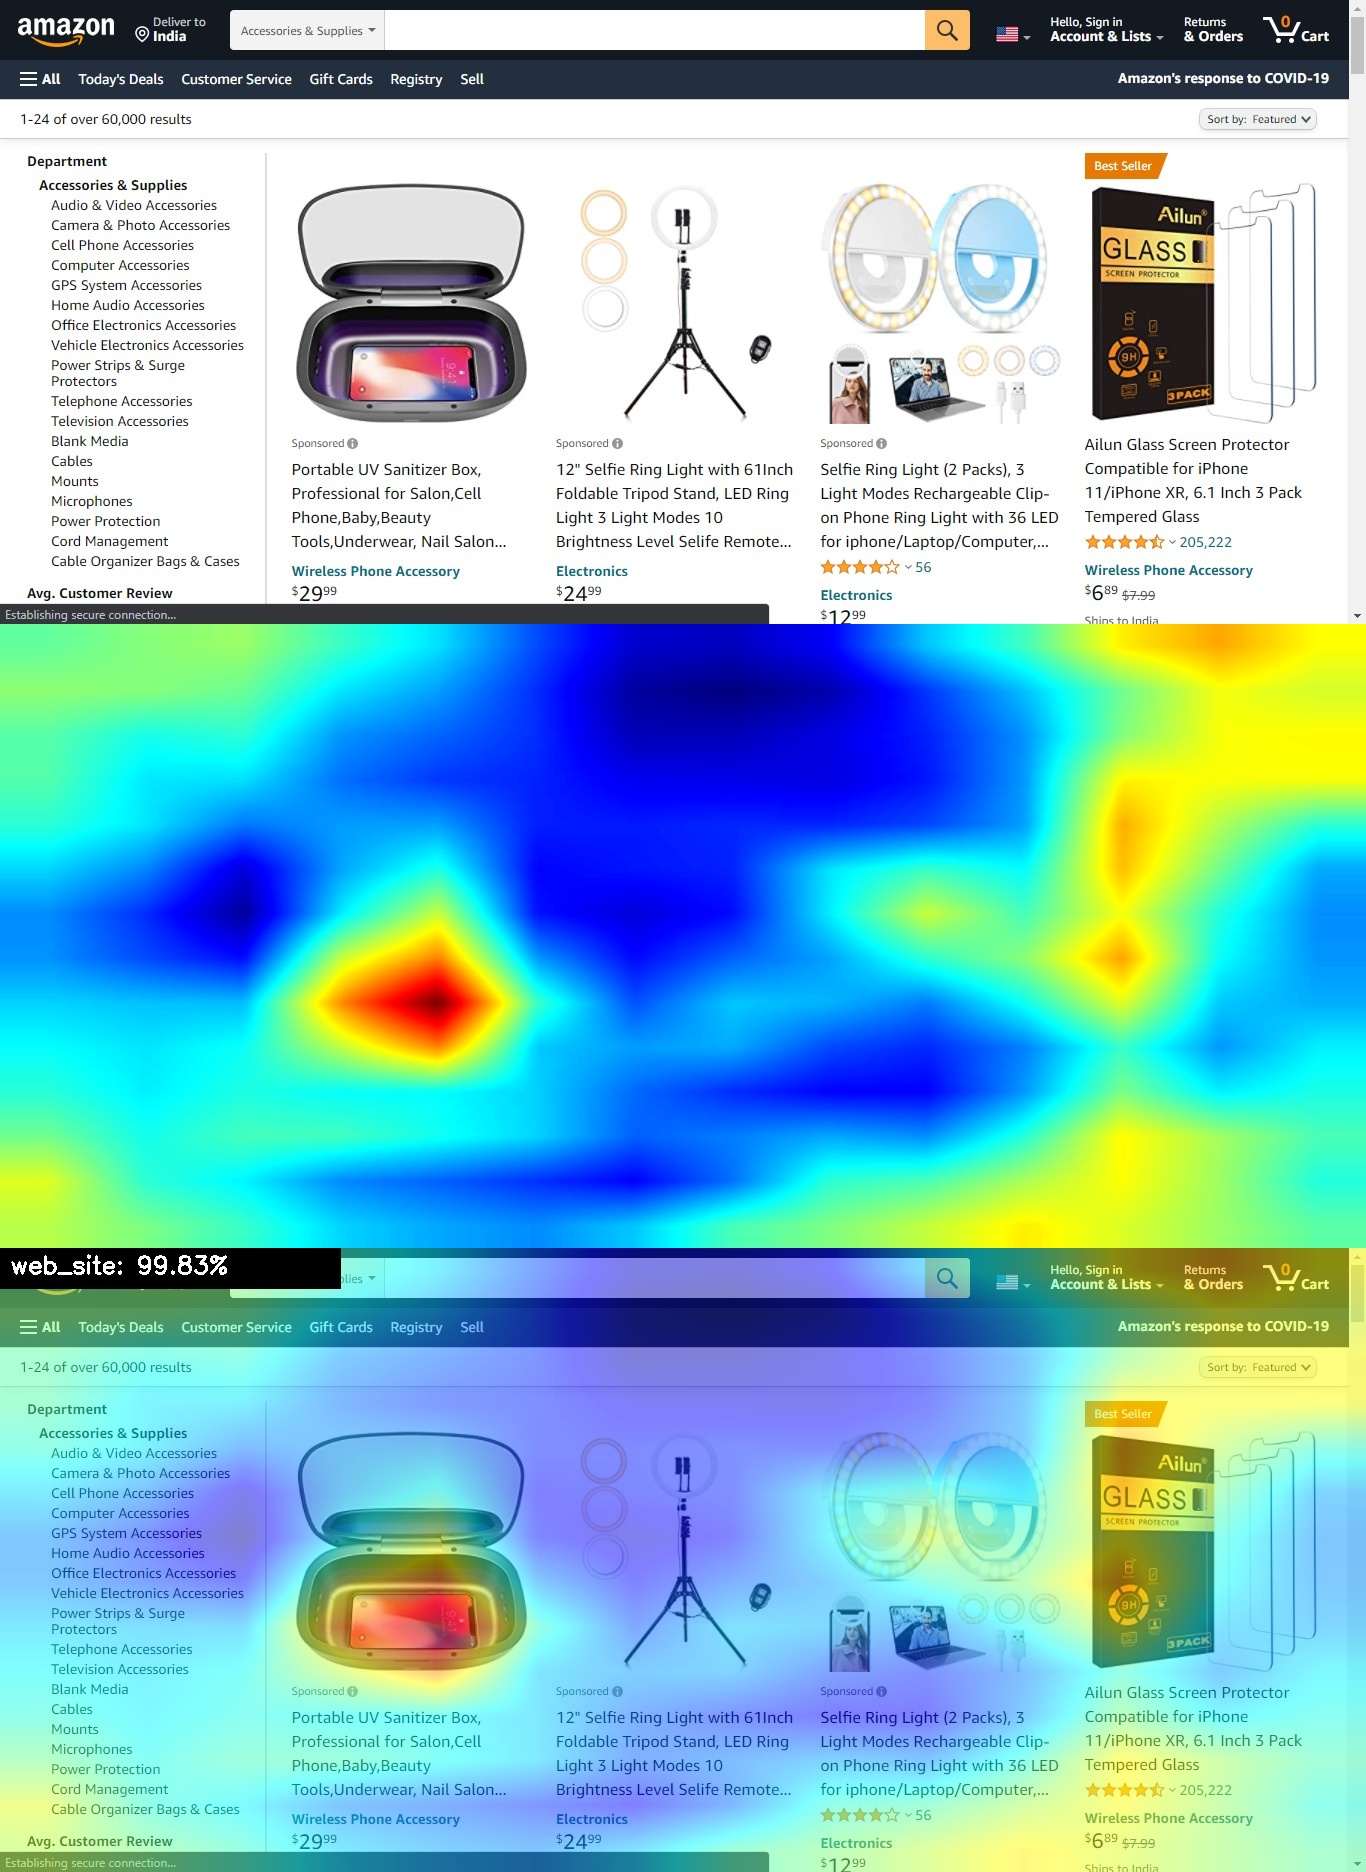 amazon
Deliver to
India
Accessories & Supplies
Hello, Sign in
Account & Lists
Returns
& Orders
0
Cart
All Today's Deals Customer Service Gift Cards Registry Sell
Amazon's response to COVID-19
1-24 of over 60,000 results
Sort by: Featured
Department
Accessories & Supplies
Audio & Video Accessories
Camera & Photo Accessories
Cell Phone Accessories
Computer Accessories
GPS System Accessories
Home Audio Accessories
Office Electronics Accessories
Vehicle Electronics Accessories
Power Strips & Surge
Protectors
Telephone Accessories
Television Accessories
Blank Media
Cables
Mounts
Microphones
Power Protection
Cord Management
Cable Organizer Bags & Cases
Avg. Customer Review
Establishing secure connection...
9:41
Sponsored
Portable UV Sanitizer Box,
Professional for Salon,Cell
Phone,Baby,Beauty
Tools,Underwear, Nail Salon...
Wireless Phone Accessory
$29.99
Sponsored
12" Selfie Ring Light with 61Inch
Foldable Tripod Stand, LED Ring
Light 3 Light Modes 10
Brightness Level Selife Remote...
Electronics
$24.99
Sponsored
Selfie Ring Light (2 Packs), 3
Light Modes Rechargeable Clip-
on Phone Ring Light with 36 LED
for iphone/Laptop/Computer,...
56
Electronics
$12.99
Best Seller
Ailun®
GLASS
SCREEN PROTECTOR
9H
3PACK
Ailun Glass Screen Protector
Compatible for iPhone
11/iPhone XR, 6.1 Inch 3 Pack
Tempered Glass
205,222
Wireless Phone Accessory
$6.89 $7.99
Ships to India
web_site: 99.83%
plies
Hello, Sign in
Account & Lists
Returns
& Orders
0
Cart
All Today's Deals Customer Service Gift Cards Registry Sell
Amazon's response to COVID-19
1-24 of over 60,000 results
Sort by: Featured
Department
Accessories & Supplies
Audio & Video Accessories
Camera & Photo Accessories
Cell Phone Accessories
Computer Accessories
GPS System Accessories
Home Audio Accessories
Office Electronics Accessories
Vehicle Electronics Accessories
Power Strips & Surge
Protectors
Telephone Accessories
Television Accessories
Blank Media
Cables
Mounts
Microphones
Power Protection
Cord Management
Cable Organizer Bags & Cases
Avg. Customer Review
Establishing secure connection...
9:41
Sponsored
Portable UV Sanitizer Box,
Professional for Salon,Cell
Phone,Baby,Beauty
Tools,Underwear, Nail Salon...
Wireless Phone Accessory
$29.99
Sponsored
12" Selfie Ring Light with 61Inch
Foldable Tripod Stand, LED Ring
Light 3 Light Modes 10
Brightness Level Selife Remote...
Electronics
$24.99
Sponsored
Selfie Ring Light (2 Packs), 3
Light Modes Rechargeable Clip-
on Phone Ring Light with 36 LED
for iphone/Laptop/Computer,...
56
Electronics
$12.99
Best Seller
Ailun®
GLASS
SCREEN PROTECTOR
9H
3PACK
Ailun Glass Screen Protector
Compatible for iPhone
11/iPhone XR, 6.1 Inch 3 Pack
Tempered Glass
205,222
Wireless Phone Accessory
$6.89 $7.99
Ships to India